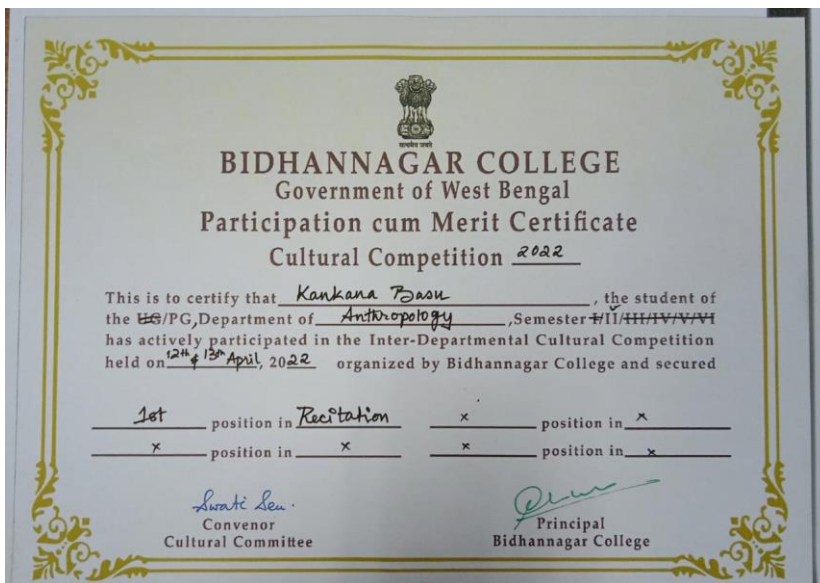 सत्यमेव जयते
BIDHANNAGAR COLLEGE
Government of West Bengal
Participation cum Merit Certificate
Cultural Competition 2022
This is to certify that Kankana Basu, the student of
the UG/PG, Department of Anthropology, Semester I/II/III/IV/V/VI
has actively participated in the Inter-Departmental Cultural Competition
held on 12th & 13th April, 2022 organized by Bidhannagar College and secured
1st position in Recitation x position in x
x position in x x position in x
Swati Sen.
Convenor Principal
Cultural Committee Bidhannagar College